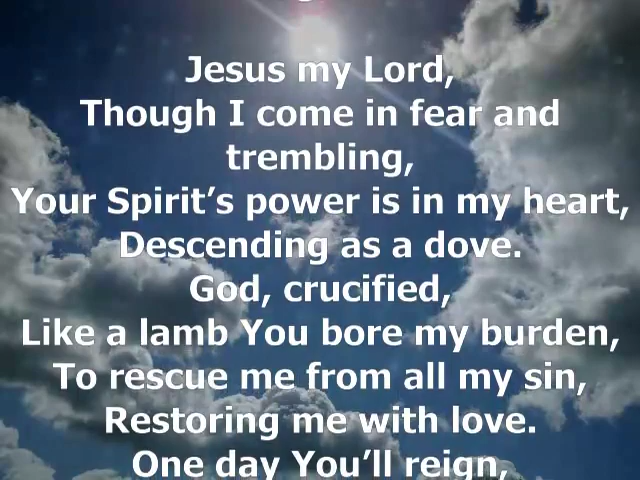 Jesus my Lord,
Though I come in fear and
trembling,
Your Spirit's power is in my heart,
Descending as a dove.
God, crucified,
Like a lamb You bore my burden,
To rescue me from all my sin,
Restoring me with love.
One day You'll reign,